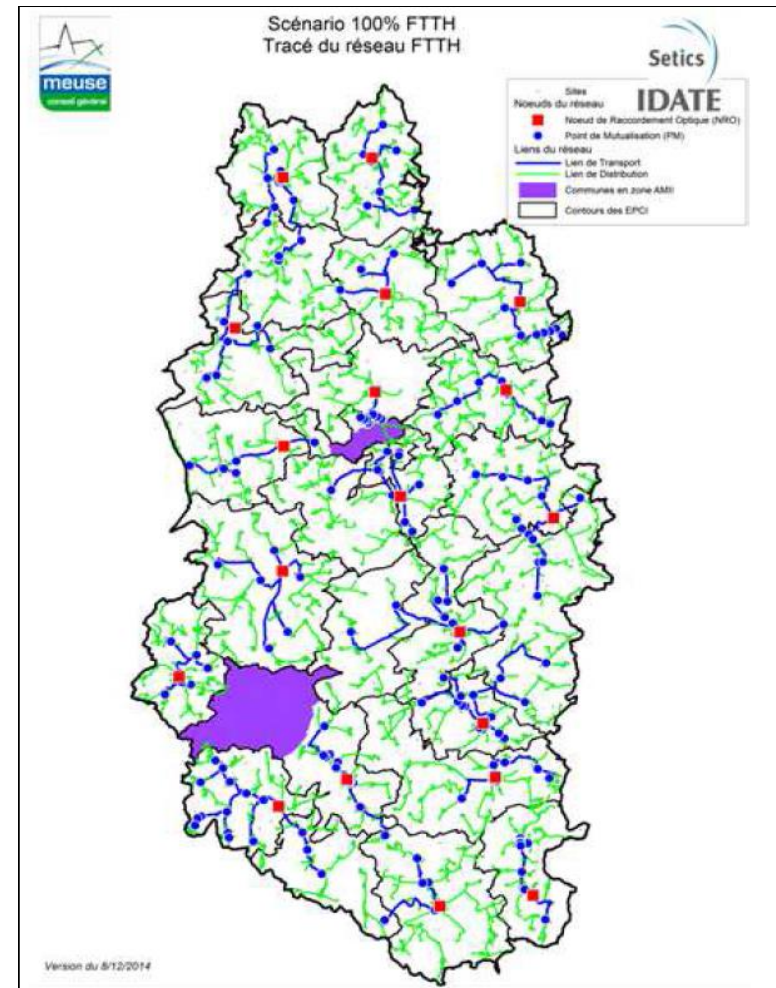 Scénario 100% FTTH
Tracé du réseau FTTH
meuse
conseil général
Setics
IDATE
Sites
Noeuds du réseau
Noeud de Raccordement Optique (NRO)
Point de Mutualisation (PM)
Liens du réseau
Lien de Transport
Lien de Distribution
Communes en zone AMII
Contours des EPCI
Version du 8/12/2014